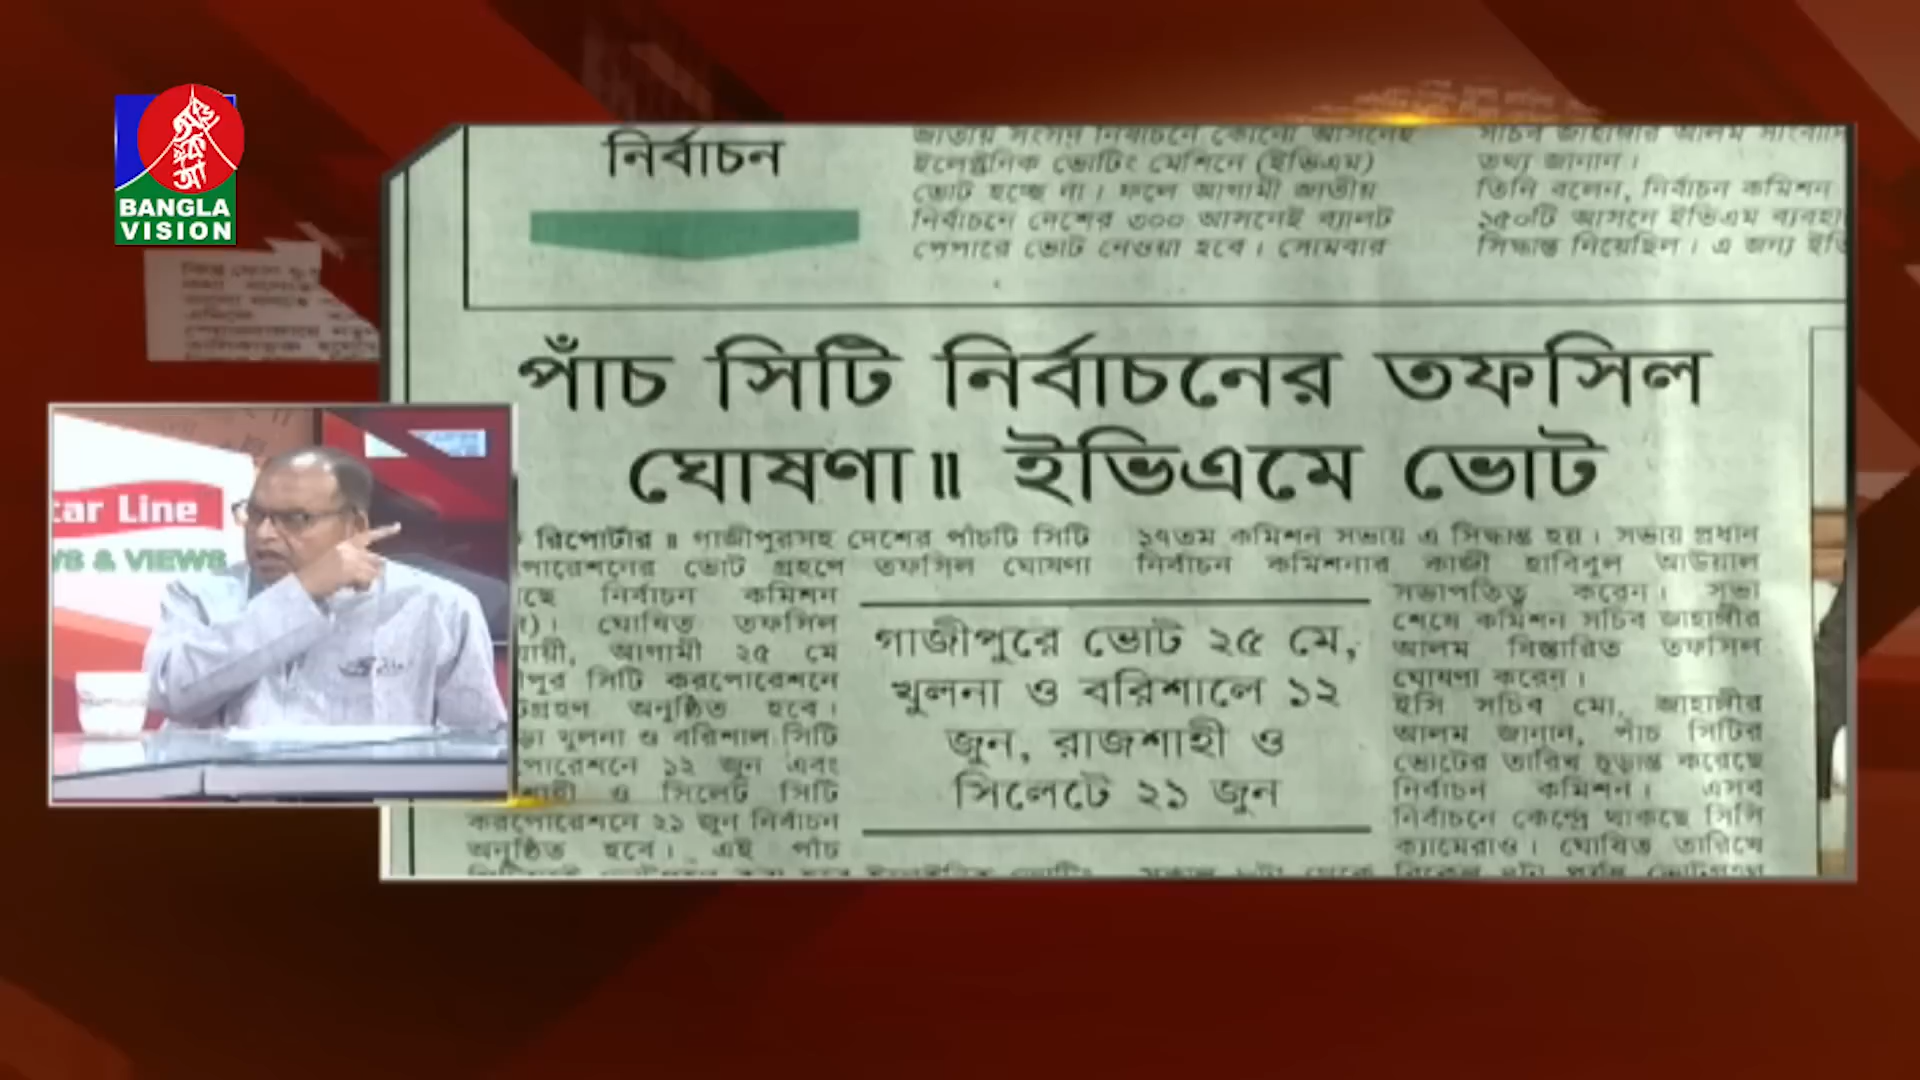 BANGLA
VISION
নির্বাচন
জাতীয় সংসদ নির্বাচনে কোনো আসনেই
ইলেক্ট্রনিক ভোটিং মেশিনে (ইভিএম)
ভোট হচ্ছে না। ফলে আগামী জাতীয়
নির্বাচনে দেশের ৩০০ আসনেই ব্যালট
পেপারে ভোট নেওয়া হবে। সোমবার
সচিব জাহাঙ্গীর আলম
তথ্য জানান।
তিনি বলেন, নির্বাচন কমিশন
১৫০টি আসনে ইভিএম
সিদ্ধান্ত নিয়েছিল। এ জন্য
পাঁচ সিটি নির্বাচনের তফসিল
ঘোষণা॥ ইভিএমে ভোট
রিপোর্টার ॥ গাজীপুরসহ দেশের পাঁচটি সিটি
ভোট গ্রহণে তফসিল ঘোষণা
নির্বাচন কমিশন
ঘোষিত তফসিল
আগামী ২৫ মে
সিটি করপোরেশনে
অনুষ্ঠিত হবে।
খুলনা ও বরিশাল সিটি
১২ জুন এবং
ও সিলেট সিটি
করপোরেশনে ২১ জুন নির্বাচন
অনুষ্ঠিত হবে। এই পাঁচ
গাজীপুরে ভোট ২৫ মে,
খুলনা ও বরিশালে ১২
জুন, রাজশাহী ও
সিলেটে ২১ জুন
১৭তম কমিশন সভায় এ সিদ্ধান্ত হয়। সভায় প্রধান
নির্বাচন কমিশনার কাজী হাবিবুল আউয়াল
সভাপতিত্ব করেন। সভা
শেষে কমিশন সচিব জাহাঙ্গীর
আলম বিস্তারিত তফসিল
ঘোষণা করেন।
ইসি সচিব মো. জাহাঙ্গীর
আলম জানান, পাঁচ সিটির
ভোটের তারিখ চূড়ান্ত করেছে
নির্বাচন কমিশন। এসব
নির্বাচনে কেন্দ্রে থাকছে সিসি
ক্যামেরাও। ঘোষিত তারিখে
Line
& VIEWS